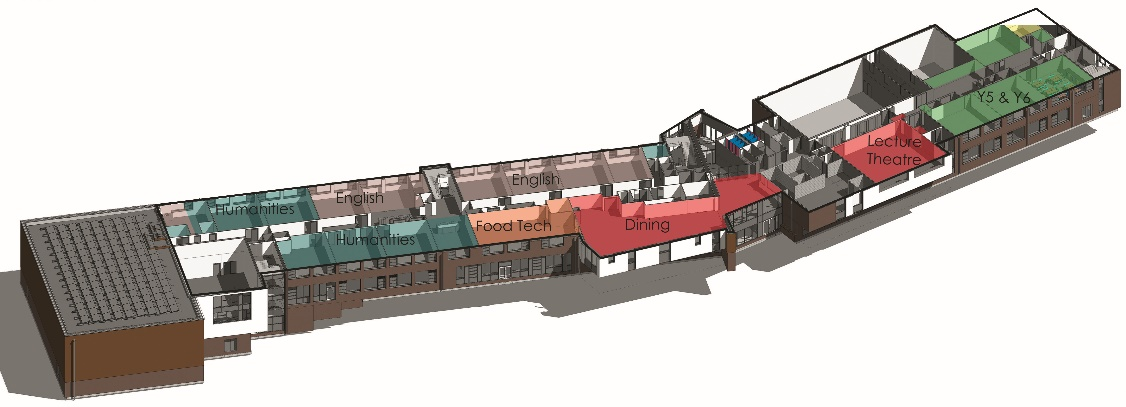 Y5 & Y6
Lecture
Theatre
English
English
Humanities
Humanities
Food Tech
Dining